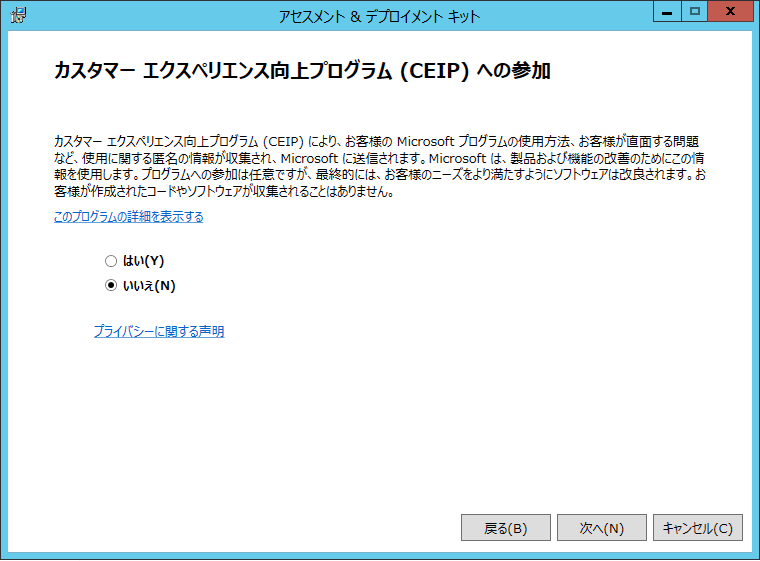 アセスメント & デプロイメント キット
カスタマー エクスペリエンス向上プログラム (CEIP) への参加
カスタマー エクスペリエンス向上プログラム (CEIP) により、お客様の Microsoft プログラムの使用方法、お客様が直面する問題
など、使用に関する匿名の情報が収集され、Microsoft に送信されます。Microsoft は、製品および機能の改善のためにこの情
報を使用します。プログラムへの参加は任意ですが、最終的には、お客様のニーズをより満たすようにソフトウェアは改良されます。お
客様が作成されたコードやソフトウェアが収集されることはありません。
このプログラムの詳細を表示する
はい(Y)
いいえ(N)
プライバシーに関する声明
戻る(B) 次へ(N) キャンセル(C)